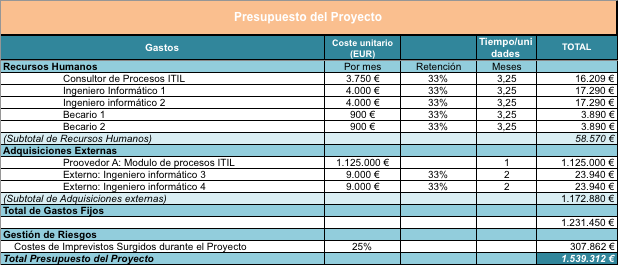 Presupuesto del Proyecto
Gastos Coste unitario (EUR) Tiempo/unidades TOTAL
Recursos Humanos Por mes Retención Meses
Consultor de Procesos ITIL 3.750 € 33% 3,25 16.209 €
Ingeniero Informático 1 4.000 € 33% 3,25 17.290 €
Ingeniero informático 2 4.000 € 33% 3,25 17.290 €
Becario 1 900 € 33% 3,25 3.890 €
Becario 2 900 € 33% 3,25 3.890 €
(Subtotal de Recursos Humanos) 58.570 €
Adquisiciones Externas
Proovedor A: Modulo de procesos ITIL 1.125.000 € 1 1.125.000 €
Externo: Ingeniero informático 3 9.000 € 33% 2 23.940 €
Externo: Ingeniero informático 4 9.000 € 33% 2 23.940 €
(Subtotal de Adquisiciones externas) 1.172.880 €
Total de Gastos Fijos
1.231.450 €
Gestión de Riesgos
Costes de Imprevistos Surgidos durante el Proyecto 25% 307.862 €
Total Presupuesto del Proyecto 1.539.312 €